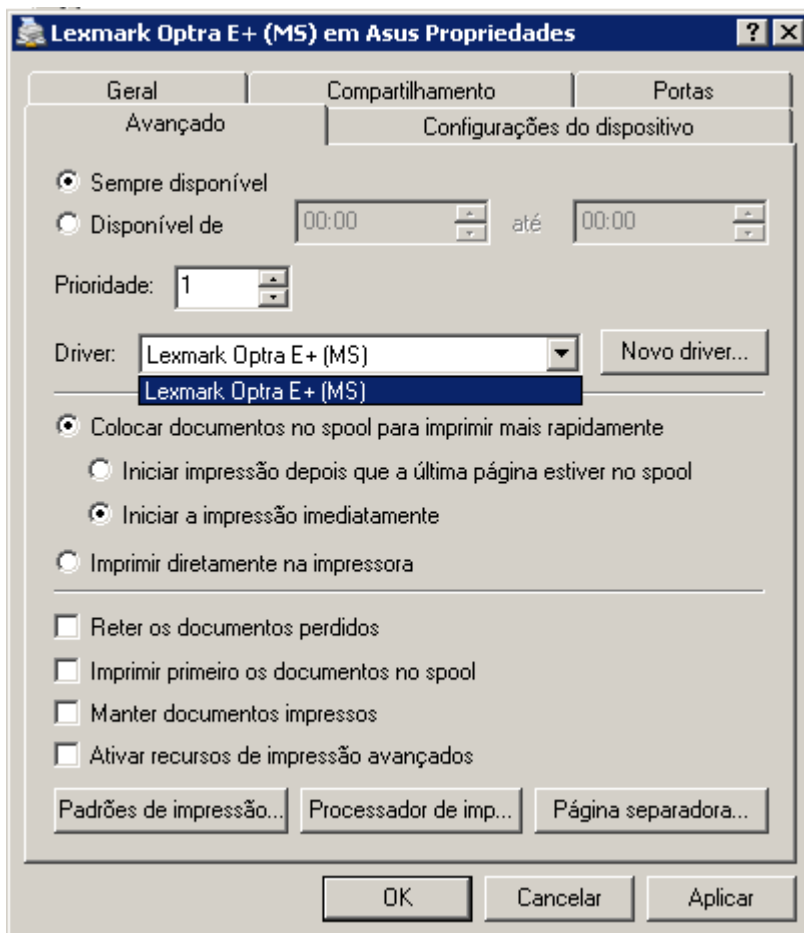 Lexmark Optra E+ (MS) em Asus Propriedades
Geral
Compartilhamento
Portas
Avançado
Configurações do dispositivo
Sempre disponível
Disponível de 00:00 até 00:00
Prioridade: 1
Driver: Lexmark Optra E+ (MS) Novo driver...
Lexmark Optra E+ (MS)
Colocar documentos no spool para imprimir mais rapidamente
Iniciar impressão depois que a última página estiver no spool
Iniciar a impressão imediatamente
Imprimir diretamente na impressora
Reter os documentos perdidos
Imprimir primeiro os documentos no spool
Manter documentos impressos
Ativar recursos de impressão avançados
Padrões de impressão... Processador de imp... Página separadora...
OK Cancelar Aplicar